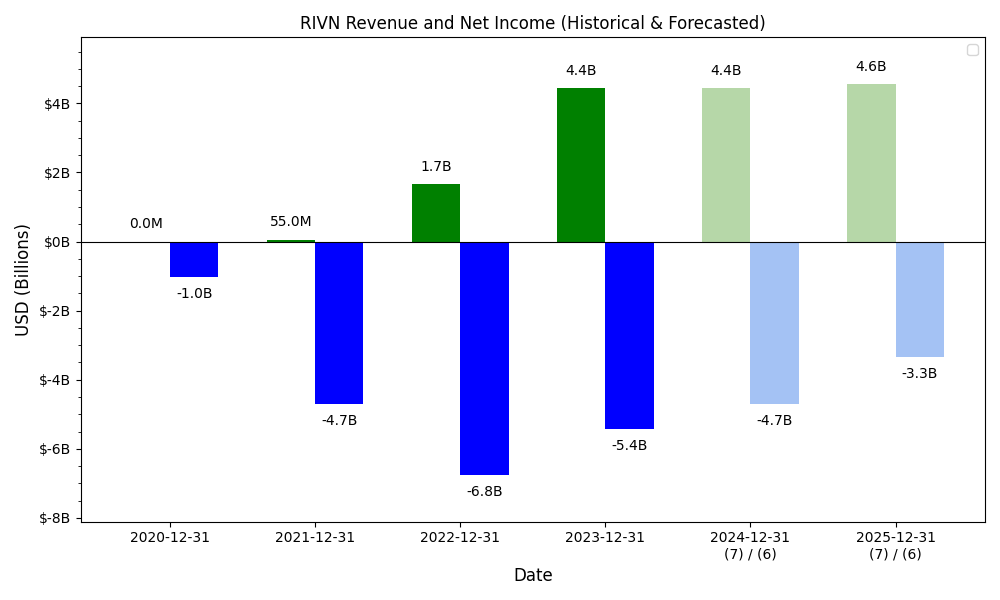 RIVN Revenue and Net Income (Historical & Forecasted)
USD (Billions)
$4B
$2B
$0B
$-2B
$-4B
$-6B
$-8B
0.0M
-1.0B
55.0M
-4.7B
1.7B
-6.8B
4.4B
-5.4B
4.4B
-4.7B
4.6B
-3.3B
2020-12-31
2021-12-31
2022-12-31
2023-12-31
2024-12-31
(7) / (6)
2025-12-31
(7) / (6)
Date